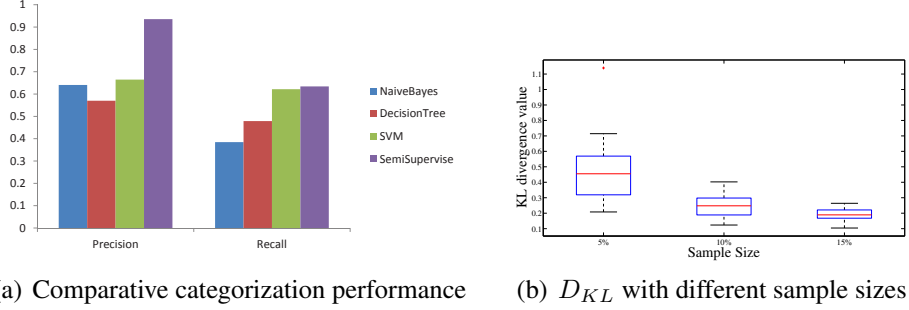 1
0.9
0.8
0.7
0.6
0.5
0.4
0.3
0.2
0.1
0
Precision
Recall
NaiveBayes
DecisionTree
SVM
SemiSupervise
KL divergence value
1.1
1
0.9
0.8
0.7
0.6
0.5
0.4
0.3
0.2
0.1
5%
10%
15%
Sample Size
a) Comparative categorization performance
(b) D_{KL} with different sample sizes